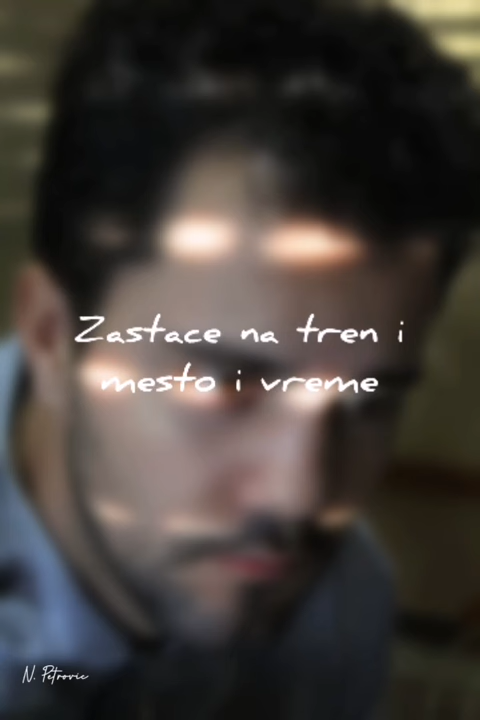 Zastace na tren i
mesto i vreme
N. Petrovic